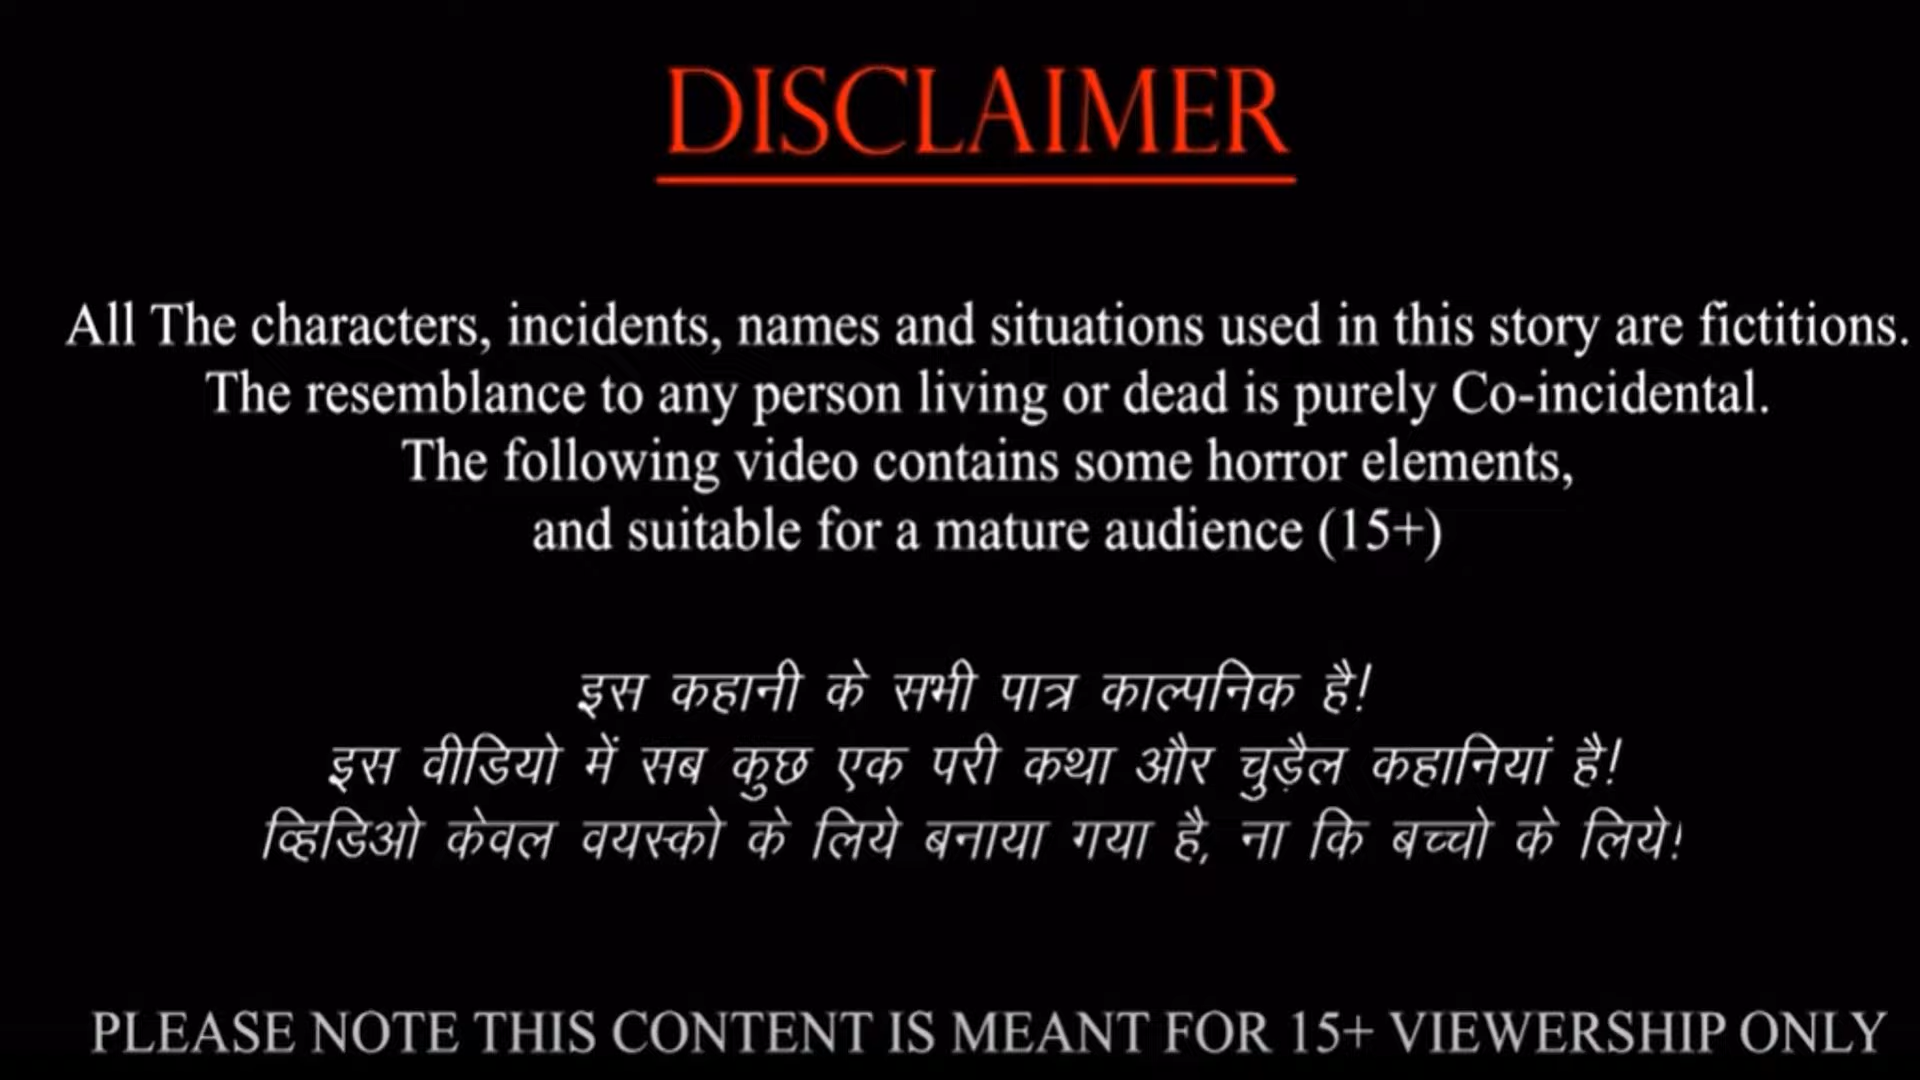 DISCLAIMER
All The characters, incidents, names and situations used in this story are fictitions.
The resemblance to any person living or dead is purely Co-incidental.
The following video contains some horror elements,
and suitable for a mature audience (15+)
इस कहानी के सभी पात्र काल्पनिक है!
इस वीडियो में सब कुछ एक परी कथा और चुड़ैल कहानियां है!
व्हिडिओ केवल वयस्को के लिये बनाया गया है, ना कि बच्चो के लिये!
PLEASE NOTE THIS CONTENT IS MEANT FOR 15+ VIEWERSHIP ONLY